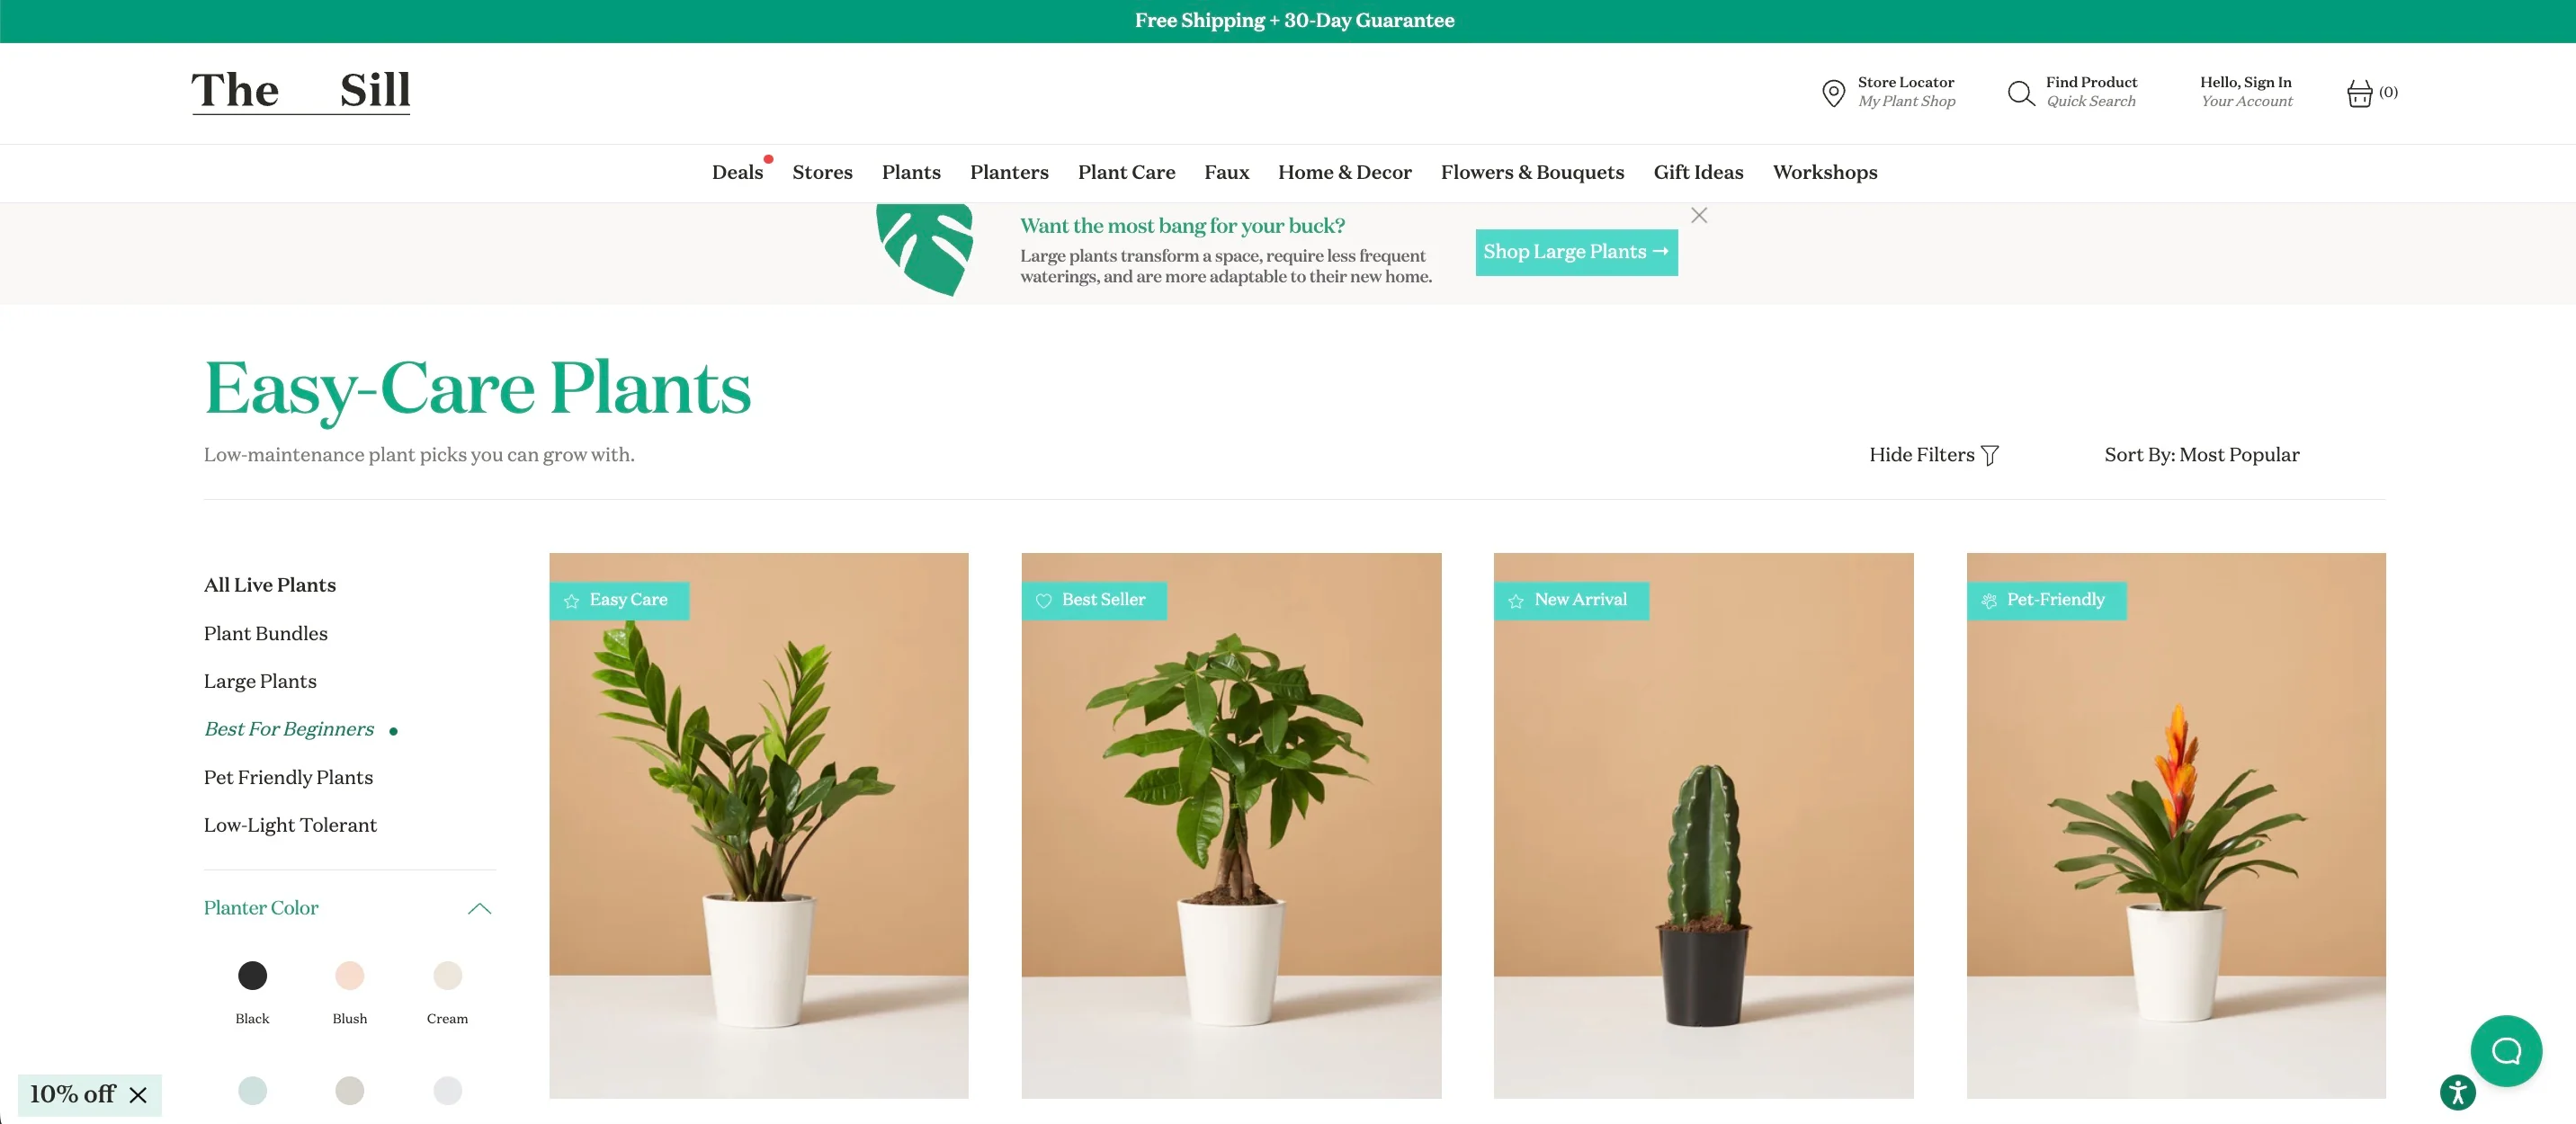 Free Shipping + 30-Day Guarantee
The Sill
Store Locator
My Plant Shop
Find Product
Quick Search
Hello, Sign In
Your Account
(0)
Deals
Stores
Plants
Planters
Plant Care
Faux
Home & Decor
Flowers & Bouquets
Gift Ideas
Workshops
Want the most bang for your buck?
Large plants transform a space, require less frequent
waterings, and are more adaptable to their new home.
Shop Large Plants →
Easy-Care Plants
Low-maintenance plant picks you can grow with.
Hide Filters
Sort By: Most Popular
All Live Plants
Plant Bundles
Large Plants
Best For Beginners
Pet Friendly Plants
Low-Light Tolerant
Planter Color
Black
Blush
Cream
Easy Care
Best Seller
New Arrival
Pet-Friendly
10% off